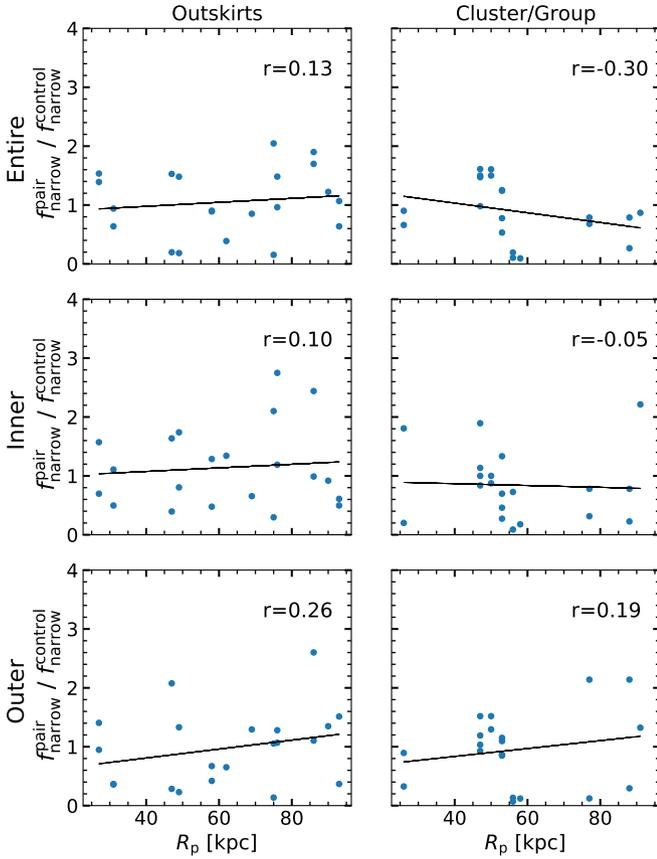 Outskirts Cluster/Group
4
3
2
1
0
Entire
f^pair_narrow / f^control_narrow
r=0.13
r=-0.30
4
3
2
1
0
Inner
f^pair_narrow / f^control_narrow
r=0.10
r=-0.05
4
3
2
1
0
Outer
f^pair_narrow / f^control_narrow
r=0.26
r=0.19
40 60 80 40 60 80
R_p [kpc] R_p [kpc]